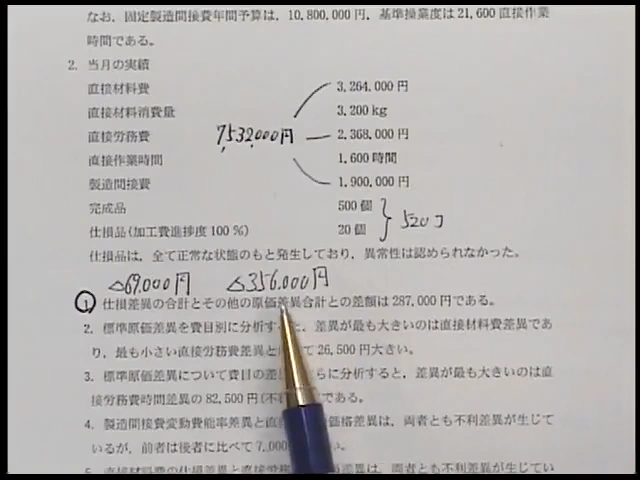 なお、固定製造間接費年間予算は、10,800,000円、基準操業度は21,600直接作業
時間である。
2. 当月の実績
直接材料費 3,264,000円
直接材料消費量 3,200 kg
直接労務費 7,532,000円 2,368,000円
直接作業時間 1,600時間
製造間接費 1,900,000円
完成品 500個
仕損品(加工費進捗度100%) 20個 520コ
仕損品は、全て正常な状態のもと発生しており、異常性は認められなかった。
△69,000円 △356,000円
1. 仕損差異の合計とその他の原価差異合計との差額は287,000円である。
2. 標準原価差異を費目別に分析すると、差異が最も大きいのは直接材料費差異であ
り、最も小さい直接労務費差異と て26,500円大きい。
3. 標準原価差異について費目の差 らに分析すると、差異が最も大きいのは直
接労務費時間差異の82,500円(不 である。
4. 製造間接費変動費能率差異と直 価格差異は、両者とも不利差異が生じて
いるが、前者は後者に比べて7,00 い。
5. 直接材料費の仕損差異と直接労 差異は、両者とも不利差異が生じてい